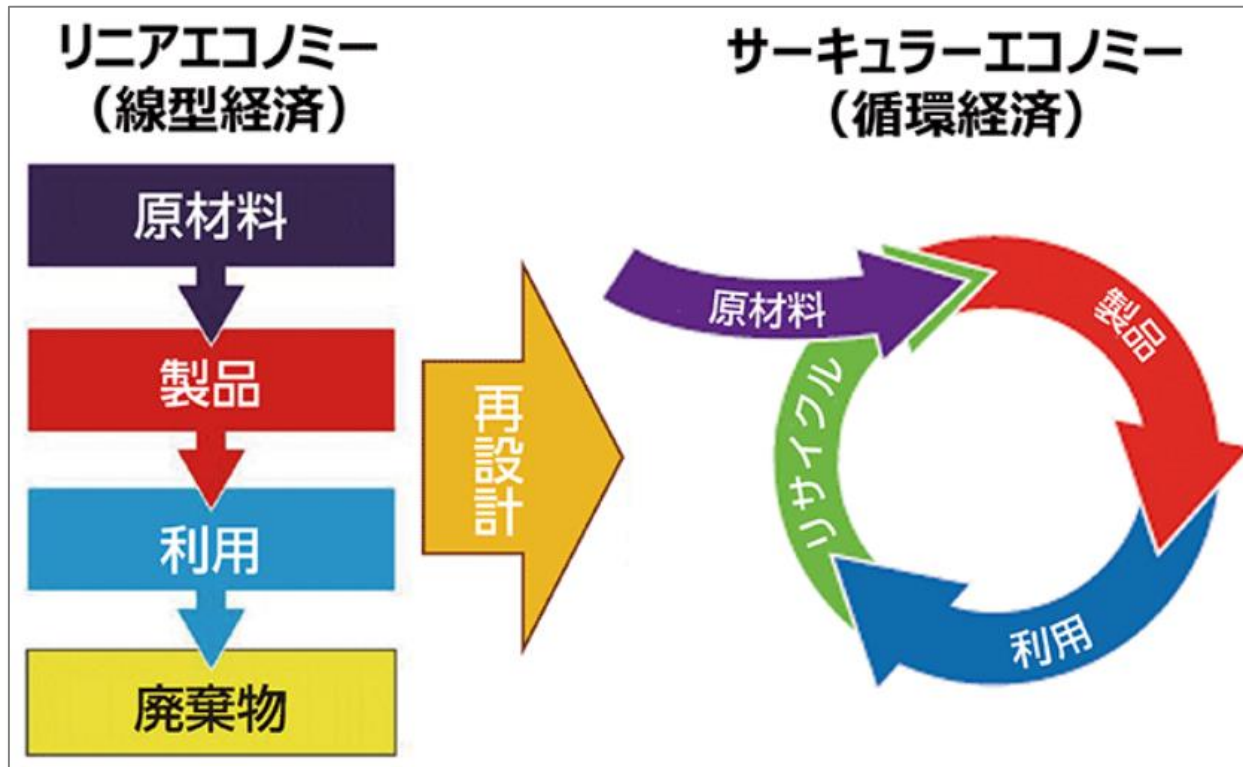 リニアエコノミー
（線型経済）
原材料
製品
利用
廃棄物
再設計
サーキュラーエコノミー
（循環経済）
原材料
製品
利用
リサイクル